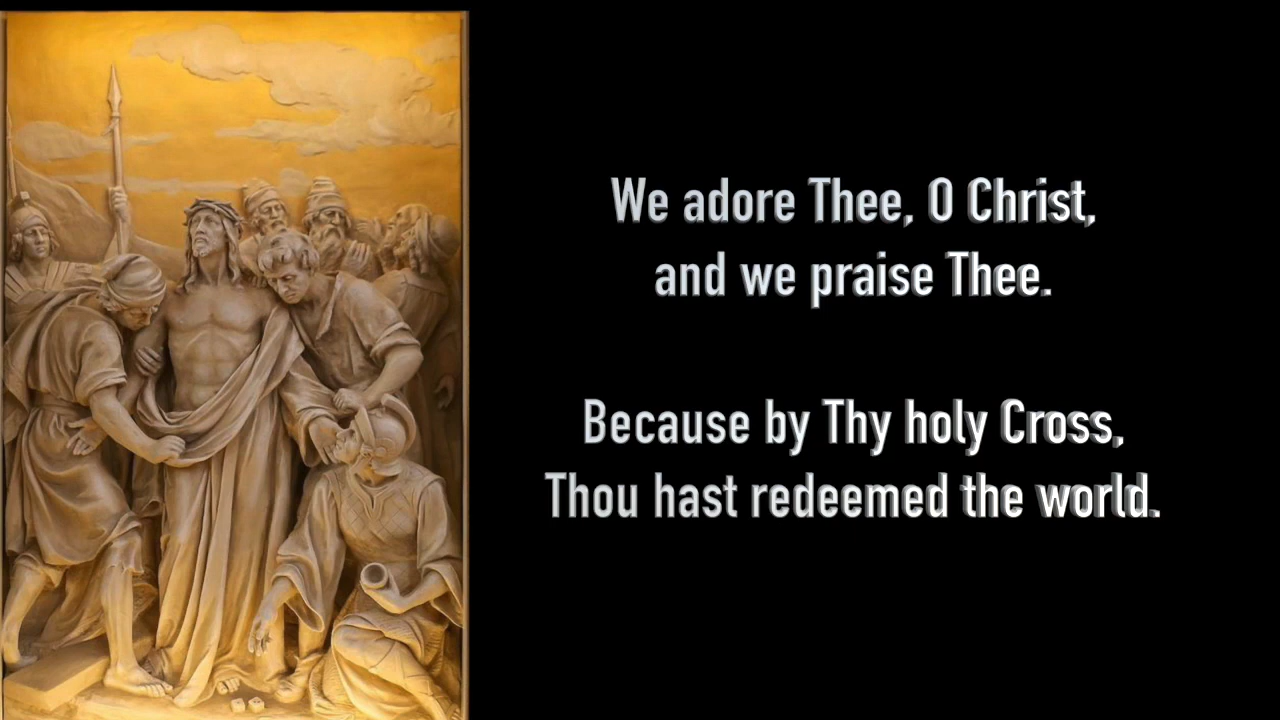 We adore Thee, O Christ,
and we praise Thee.
Because by Thy holy Cross,
Thou hast redeemed the world.